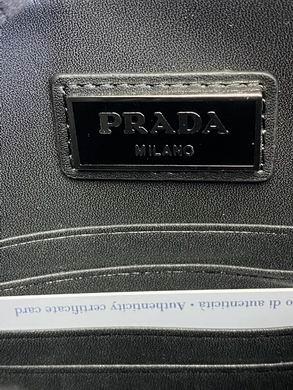 PRADA
MILANO
o di autenticità • Authenticity certificate card